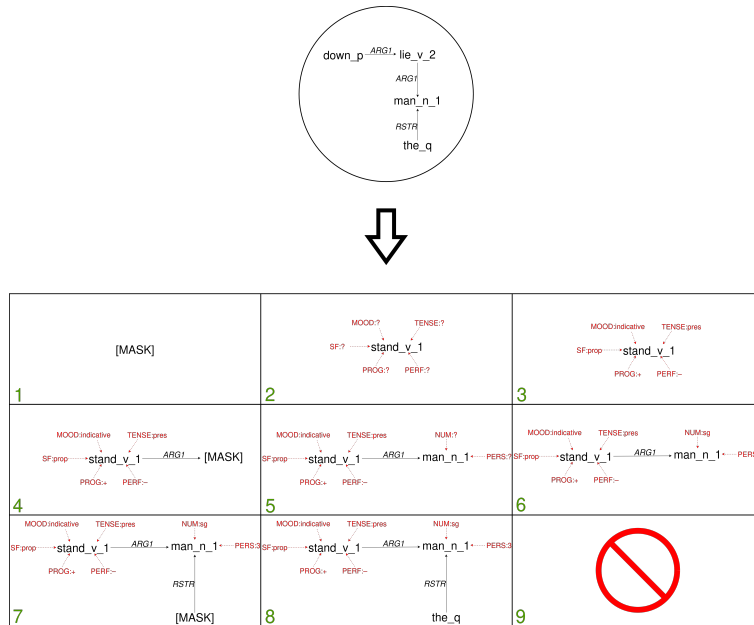 ARG1
down_p lie_v_2
ARG1
man_n_1
RSTR
the_q
[MASK]
1
MOOD:? TENSE:?
SF:? stand_v_1
PROG:? PERF:?
2
MOOD:indicative TENSE:pres
SF:prop stand_v_1
PROG:+ PERF:–
3
MOOD:indicative TENSE:pres
SF:prop stand_v_1 ARG1 [MASK]
PROG:+ PERF:–
4
MOOD:indicative TENSE:pres NUM:?
SF:prop stand_v_1 ARG1 man_n_1 PERS:?
PROG:+ PERF:–
5
MOOD:indicative TENSE:pres NUM:sg
SF:prop stand_v_1 ARG1 man_n_1 PERS
PROG:+ PERF:–
6
MOOD:indicative TENSE:pres NUM:sg
SF:prop stand_v_1 ARG1 man_n_1 PERS:3
PROG:+ PERF:–
RSTR
[MASK]
7
MOOD:indicative TENSE:pres NUM:sg
SF:prop stand_v_1 ARG1 man_n_1 PERS:3
PROG:+ PERF:–
RSTR
the_q
8
9